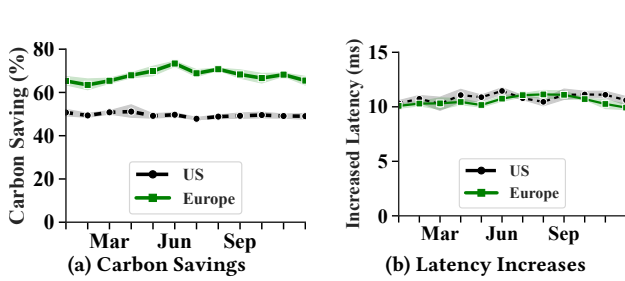 Carbon Saving (%)
80
60
40
20
0
US
Europe
Mar Jun Sep
(a) Carbon Savings
Increased Latency (ms)
15
10
5
0
US
Europe
Mar Jun Sep
(b) Latency Increases